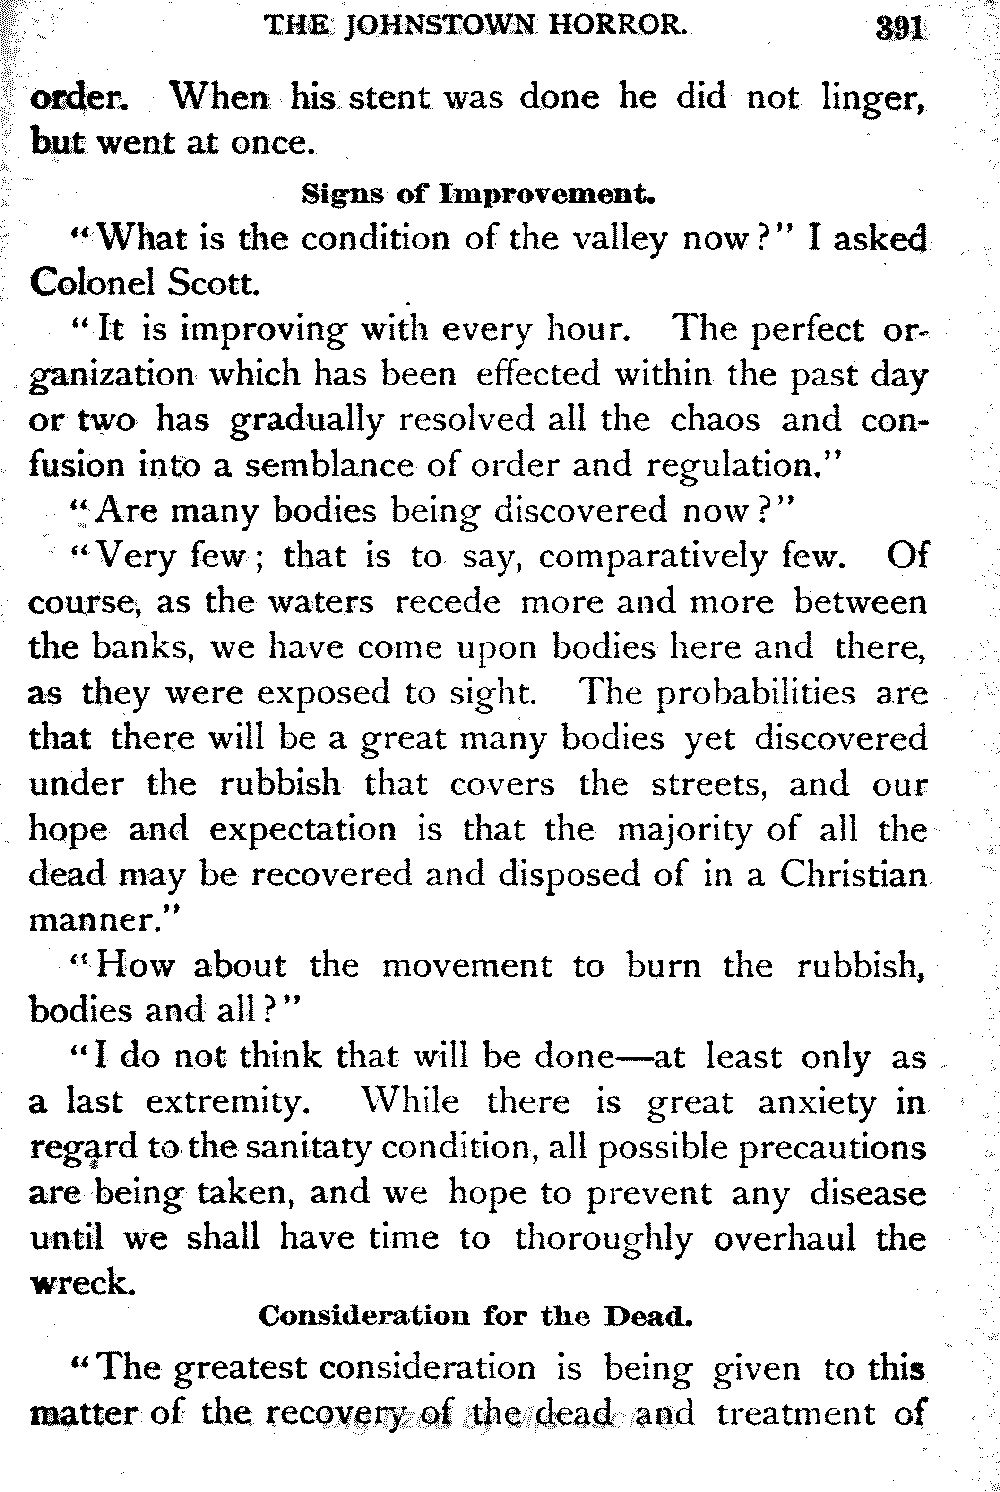 THE JOHNSTOWN HORROR. 391
order. When his stent was done he did not linger,
but went at once.
Signs of Improvement.
"What is the condition of the valley now?" I asked
Colonel Scott.
"It is improving with every hour. The perfect or-
ganization which has been effected within the past day
or two has gradually resolved all the chaos and con-
fusion into a semblance of order and regulation."
"Are many bodies being discovered now?"
"Very few; that is to say, comparatively few. Of
course, as the waters recede more and more between
the banks, we have come upon bodies here and there,
as they were exposed to sight. The probabilities are
that there will be a great many bodies yet discovered
under the rubbish that covers the streets, and our
hope and expectation is that the majority of all the
dead may be recovered and disposed of in a Christian
manner."
"How about the movement to burn the rubbish,
bodies and all?"
"I do not think that will be done—at least only as
a last extremity. While there is great anxiety in
regard to the sanitaty condition, all possible precautions
are being taken, and we hope to prevent any disease
until we shall have time to thoroughly overhaul the
wreck.
Consideration for the Dead.
"The greatest consideration is being given to this
matter of the recovery of the dead and treatment of